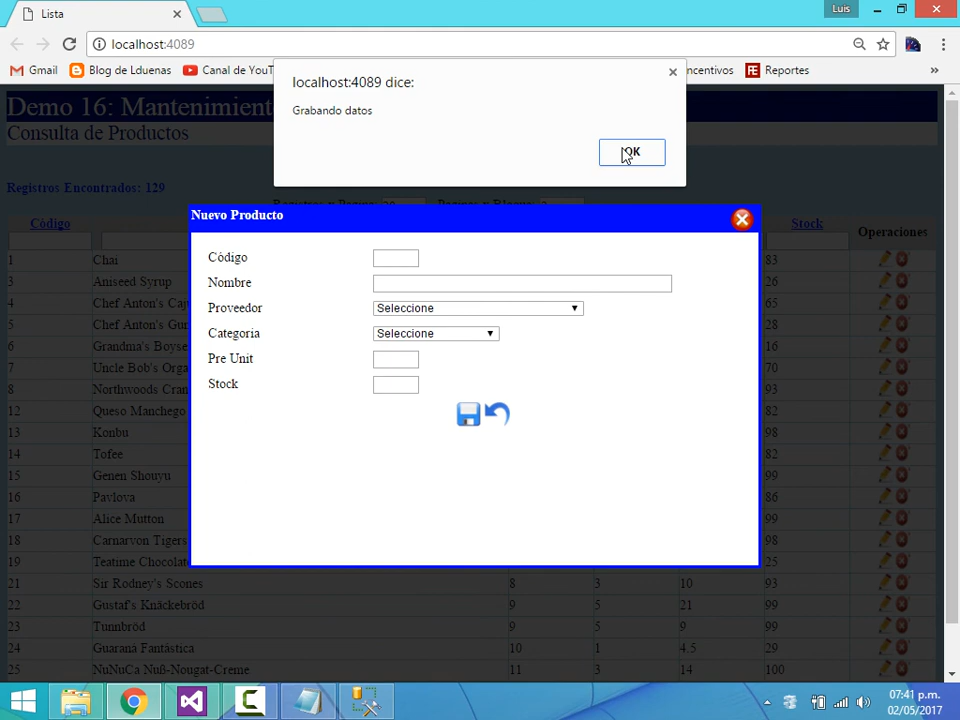 Lista
Luis
localhost:4089
Gmail
Blog de Lduenas
Canal de YouT
ncentivos
Reportes
»
localhost:4089 dice:
Grabando datos
OK
Demo 16: Mantenimient
Consulta de Productos
Registros Encontrados: 129
Código
Stock
Operaciones
Nuevo Producto
Código
Nombre
Proveedor Seleccione
Categoria Seleccione
Pre Unit
Stock
1 Chai 83
3 Aniseed Syrup 26
4 Chef Anton's Caj 65
5 Chef Anton's Gu 28
6 Grandma's Boyse 16
7 Uncle Bob's Orga 70
8 Northwoods Cran 93
12 Queso Manchego 82
13 Konbu 98
14 Tofee 82
15 Genen Shouyu 99
16 Pavlova 86
17 Alice Mutton 99
18 Carnarvon Tigers 98
19 Teatime Chocolat 25
21 Sir Rodney's Scones 8 3 10 93
22 Gustaf's Knäckebröd 9 5 21 99
23 Tunnbröd 9 5 9 99
24 Guaraná Fantástica 10 1 4.5 29
25 NuNuCa Nuß-Nougat-Creme 11 3 14 100
07:41 p.m.
02/05/2017